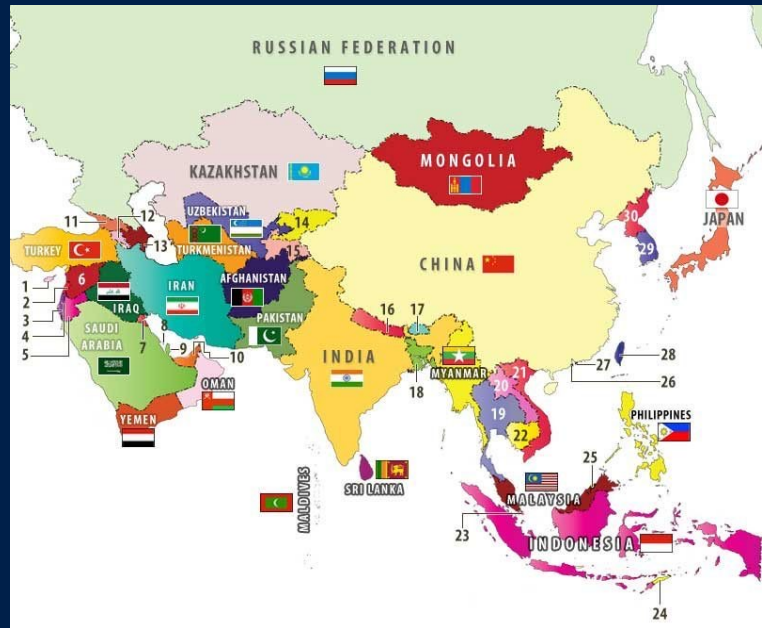 RUSSIAN FEDERATION
KAZAKHSTAN
MONGOLIA
UZBEKISTAN
14
11
12
13
TURKEY
TURKMENISTAN
15
30
JAPAN
29
CHINA
1
2
3
4
5
6
IRAQ
IRAN
AFGHANISTAN
PAKISTAN
SAUDI
ARABIA
7
8
9
10
OMAN
YEMEN
INDIA
16
17
18
MYANMAR
19
20
21
22
27
26
28
PHILIPPINES
SRI LANKA
MALDIVES
25
MALAYSIA
23
INDONESIA
24